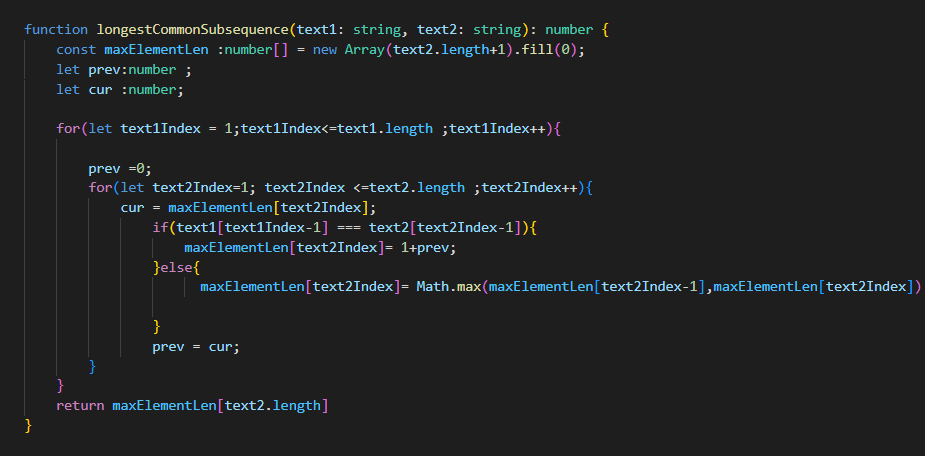 function longestCommonSubsequence(text1: string, text2: string): number {
    const maxElementLen :number[] = new Array(text2.length+1).fill(0);
    let prev:number ;
    let cur :number;

    for(let text1Index = 1;text1Index<=text1.length ;text1Index++){

        prev =0;
        for(let text2Index=1; text2Index <=text2.length ;text2Index++){
            cur = maxElementLen[text2Index];
                if(text1[text1Index-1] === text2[text2Index-1]){
                    maxElementLen[text2Index]= 1+prev;
                }else{
                      maxElementLen[text2Index]= Math.max(maxElementLen[text2Index-1],maxElementLen[text2Index])

                }
                prev = cur;
        }
    }
    return maxElementLen[text2.length]
}